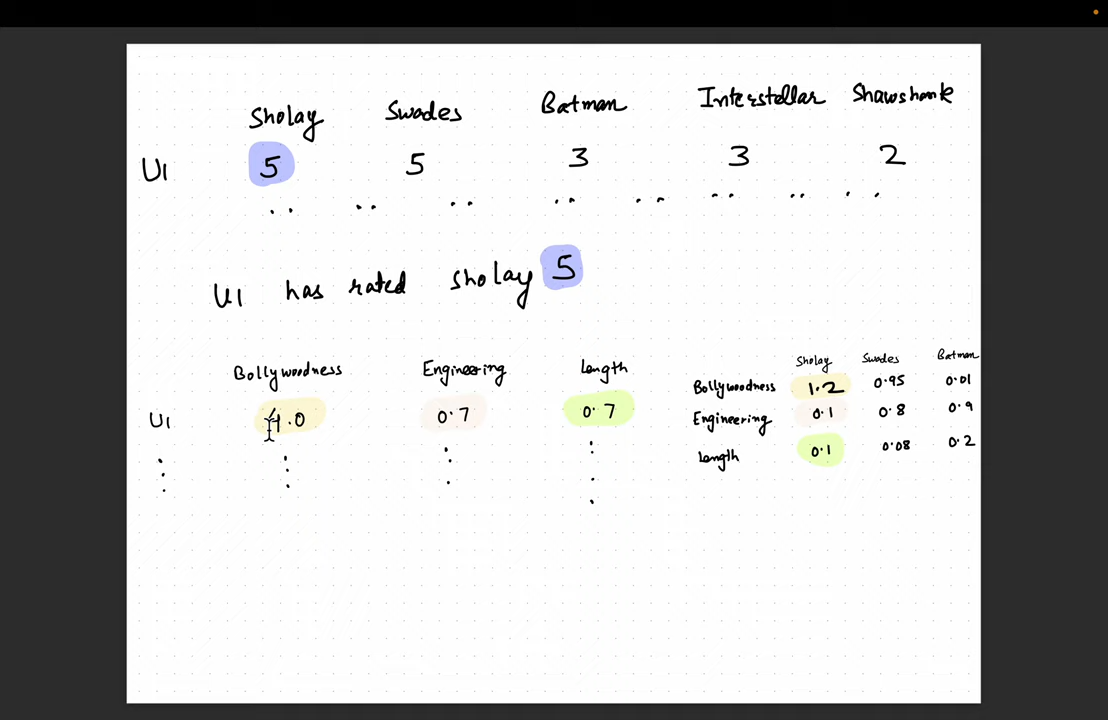 Sholay Swades Batman Interstellar Shawshank
U1 5 5 3 3 2
U1 has rated sholay 5
Bollywoodness Engineering Length
U1 4.0 0.7 0.7
Sholay Swades Batman
Bollywoodness 1.2 0.95 0.01
Engineering 0.1 0.8 0.9
Length 0.1 0.08 0.2